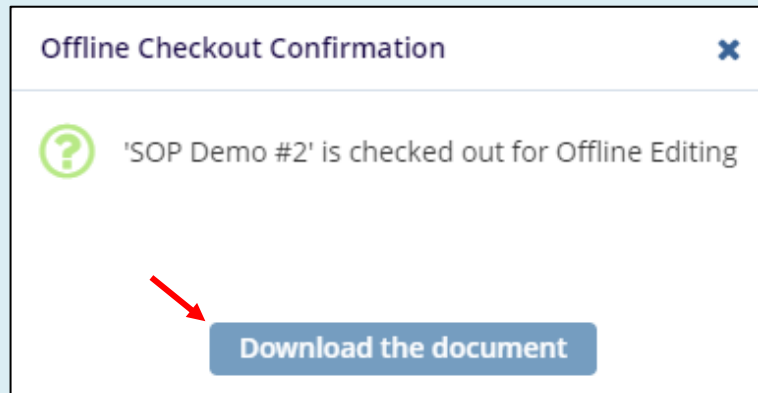 Offline Checkout Confirmation
'SOP Demo #2' is checked out for Offline Editing
Download the document